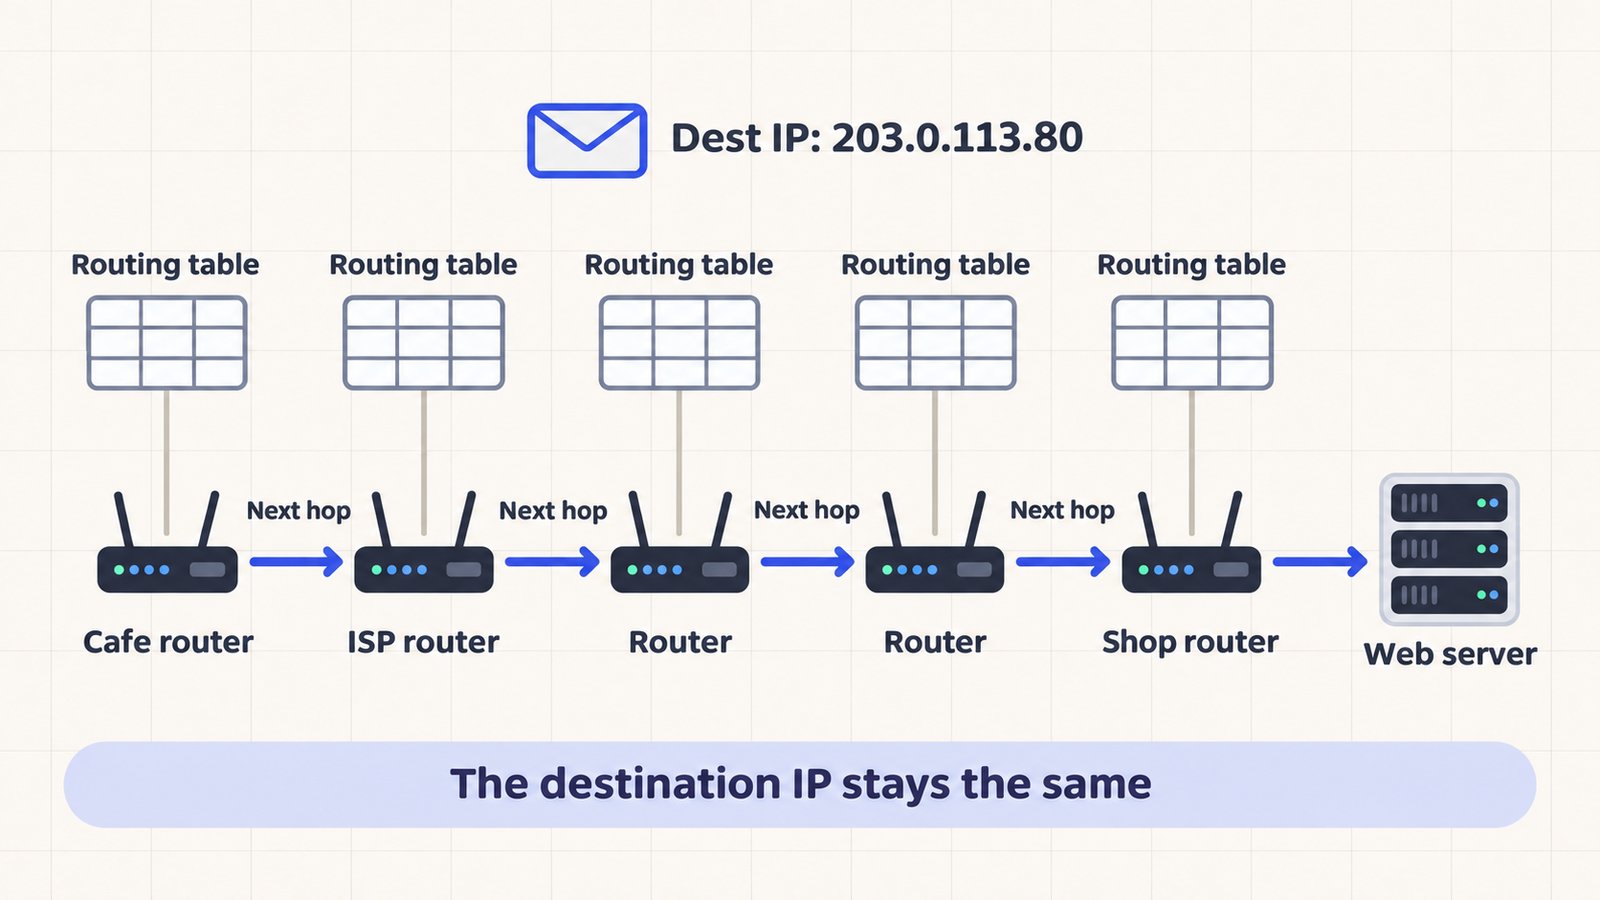 Dest IP: 203.0.113.80
Routing table
Routing table
Routing table
Routing table
Routing table
Next hop
Next hop
Next hop
Next hop
Cafe router
ISP router
Router
Router
Shop router
Web server
The destination IP stays the same